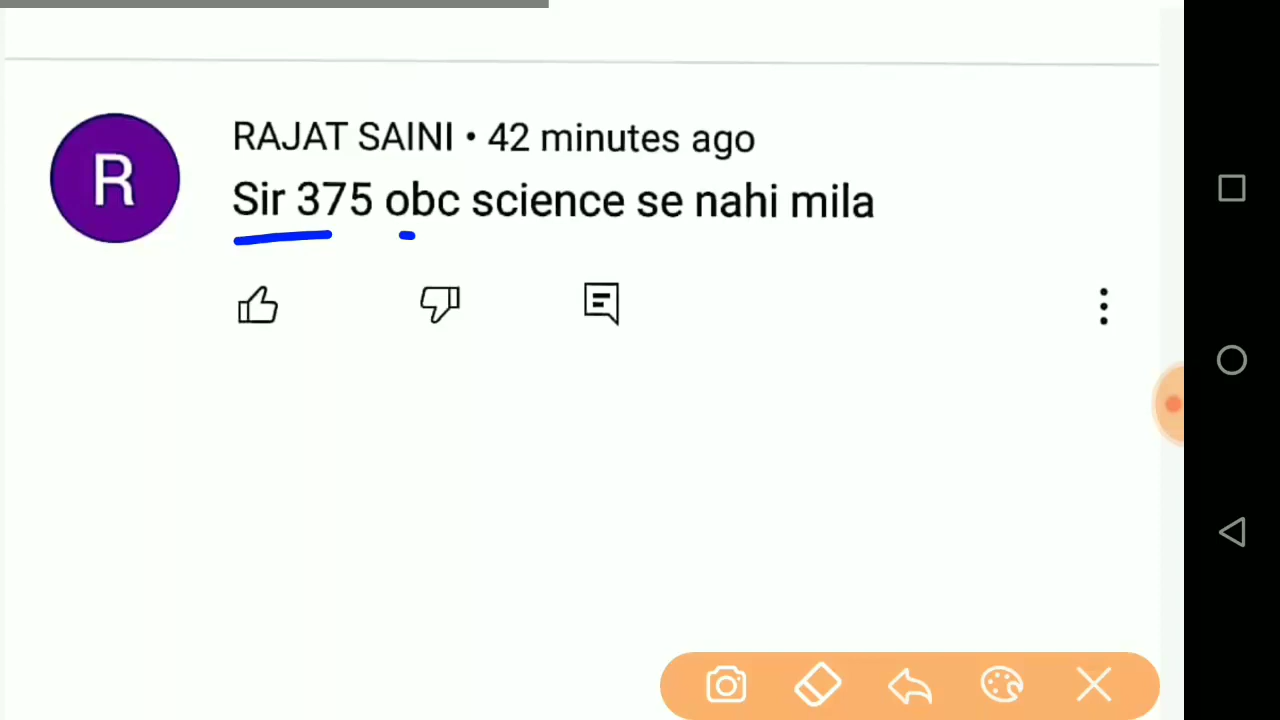 R
RAJAT SAINI • 42 minutes ago
Sir 375 obc science se nahi mila